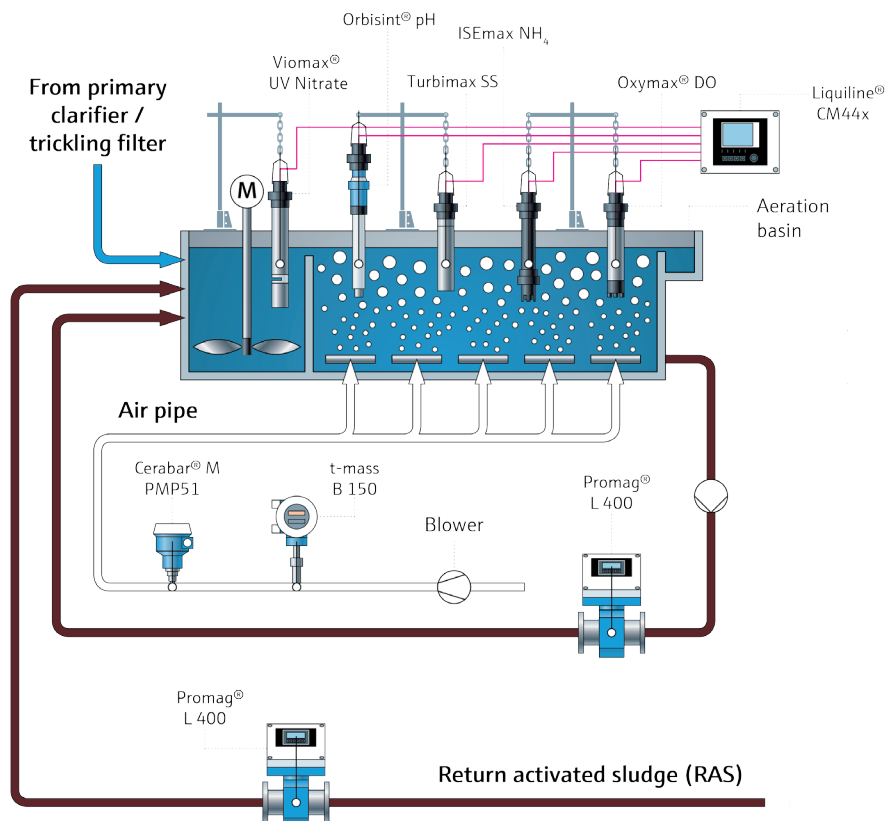 Orbisint® pH
ISEmax NH4
Viomax®
UV Nitrate
Turbimax SS
Oxymax® DO
Liquiline®
CM44x
From primary
clarifier /
trickling filter
M
Aeration
basin
Air pipe
Cerabar® M
PMP51
t-mass
B 150
Blower
Promag®
L 400
Promag®
L 400
Return activated sludge (RAS)